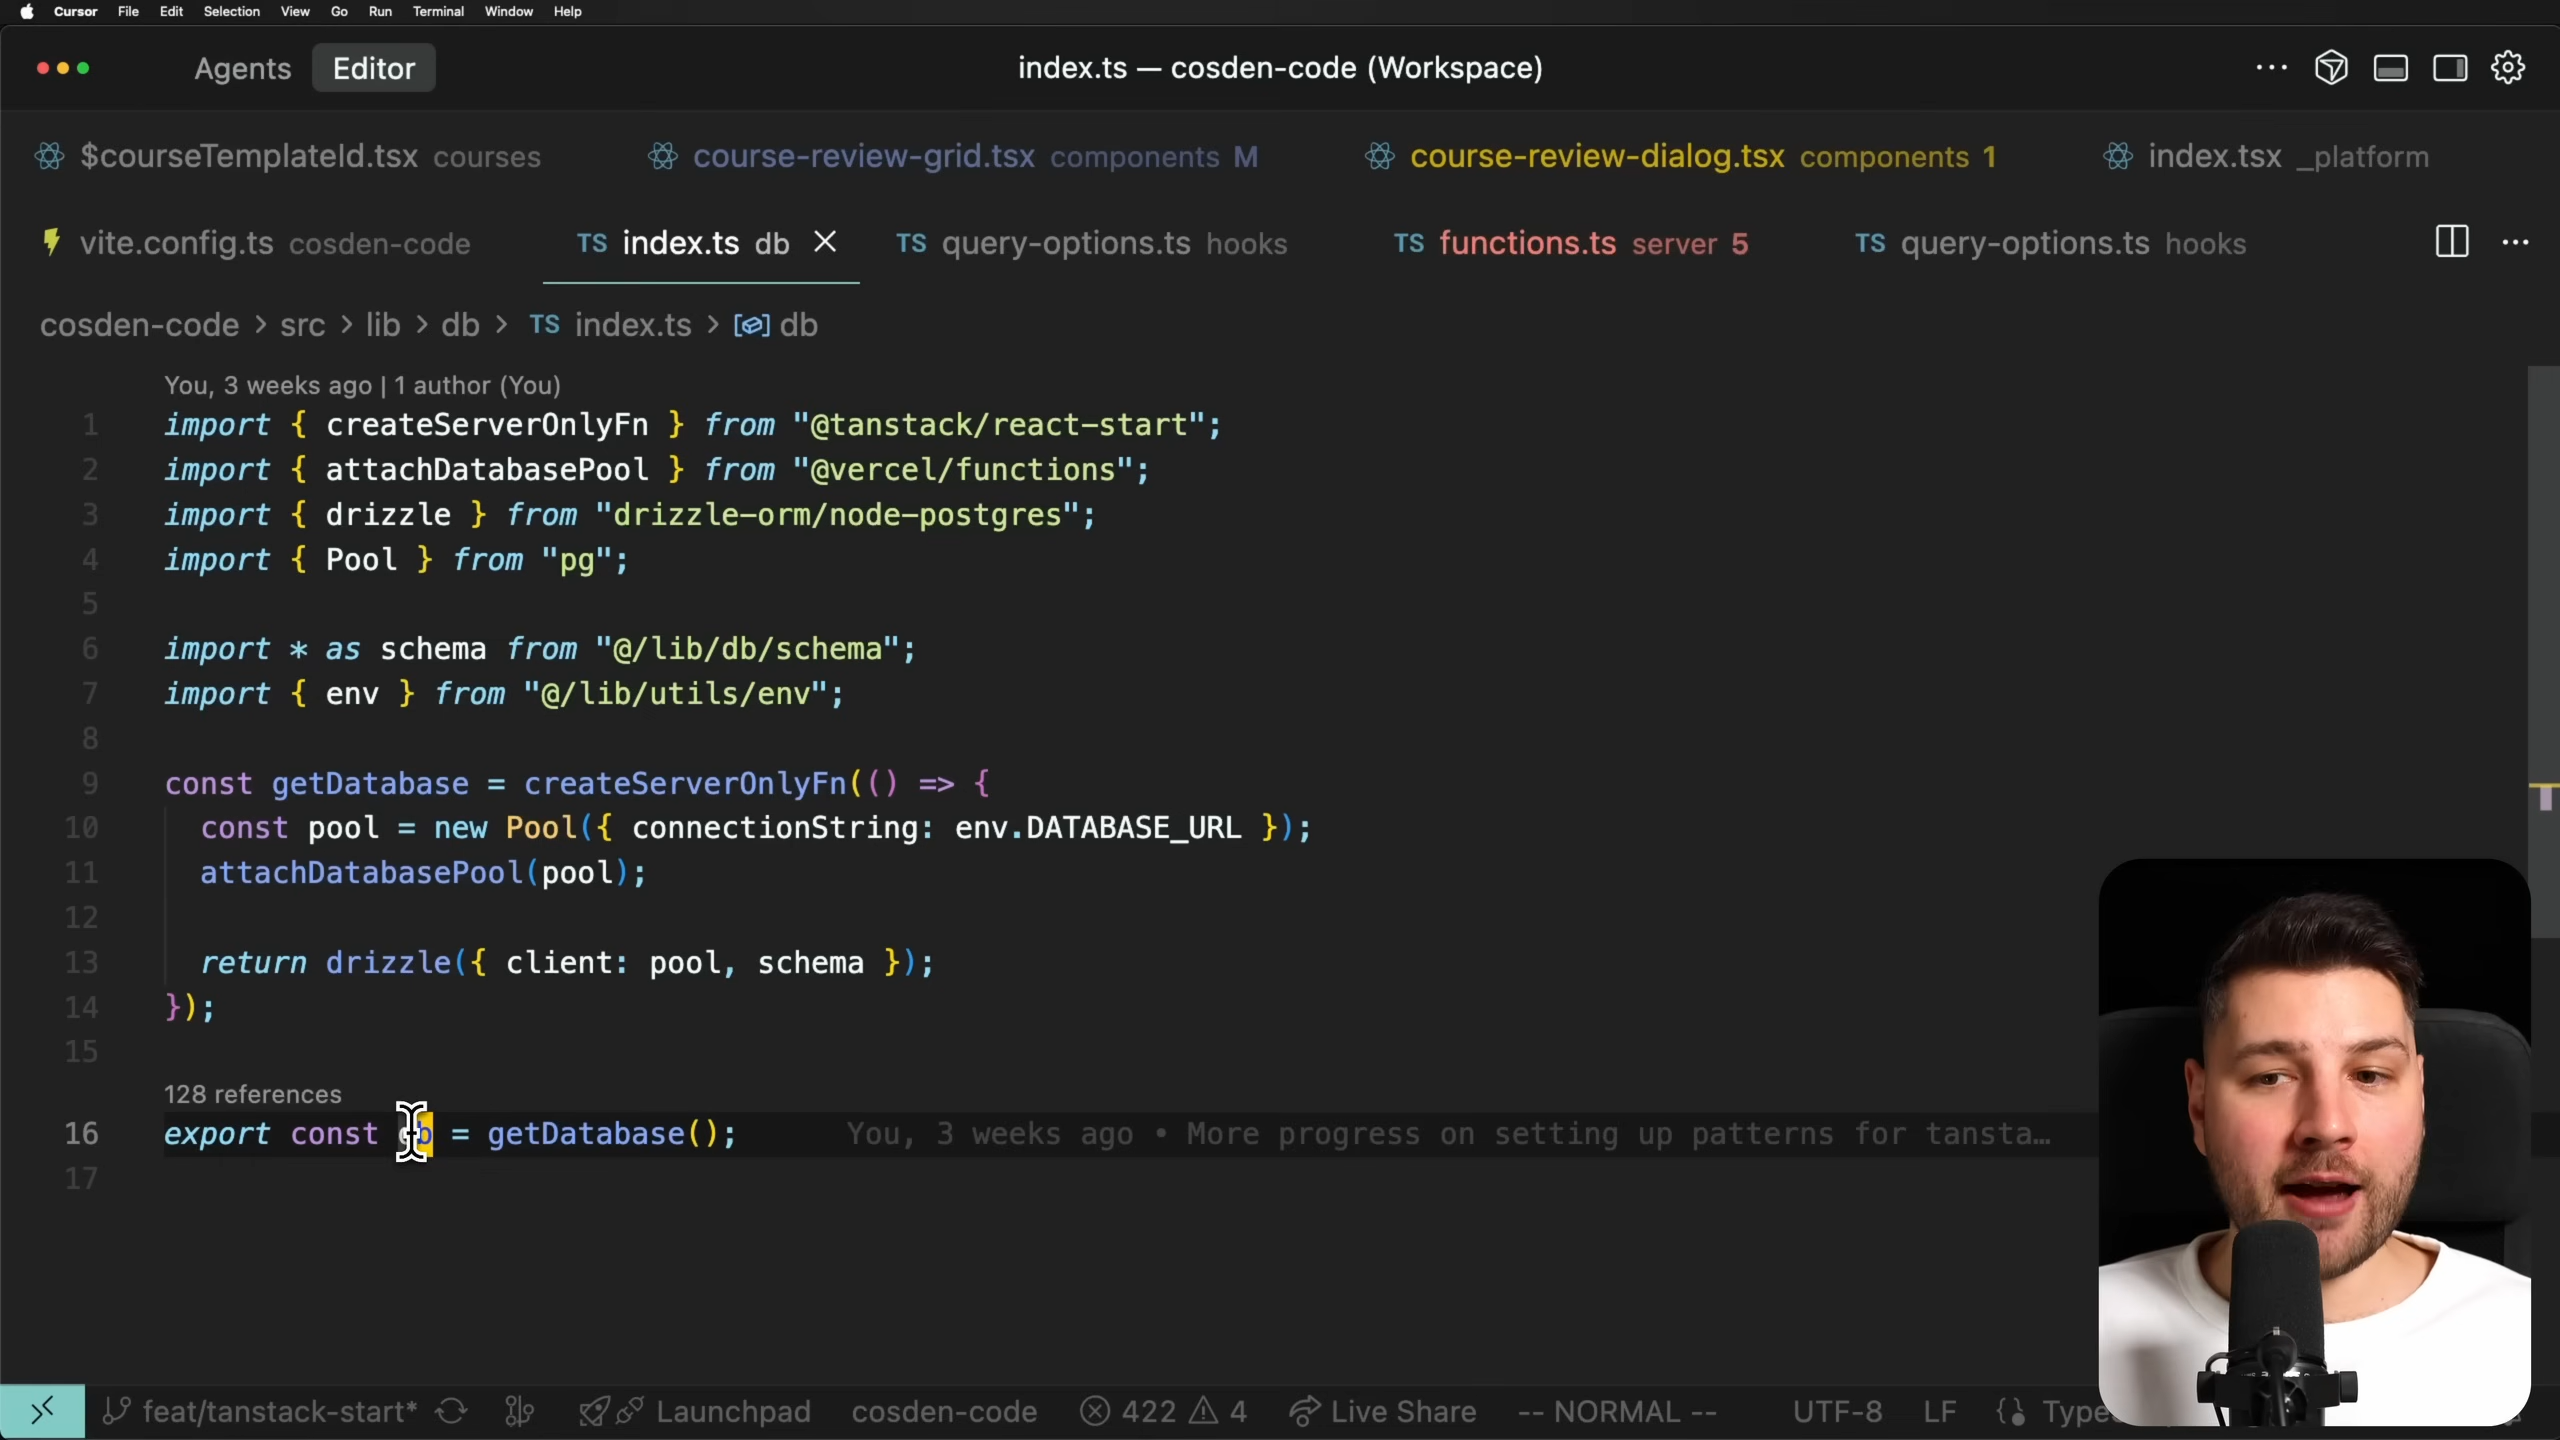 Cursor File Edit Selection View Go Run Terminal Window Help
Agents Editor index.ts — cosden-code (Workspace)
$courseTemplateId.tsx courses course-review-grid.tsx components M course-review-dialog.tsx components 1 index.tsx _platform
vite.config.ts cosden-code TS index.ts db TS query-options.ts hooks TS functions.ts server 5 TS query-options.ts hooks
cosden-code > src > lib > db > TS index.ts > db
You, 3 weeks ago | 1 author (You)
1 import { createServerOnlyFn } from "@tanstack/react-start";
2 import { attachDatabasePool } from "@vercel/functions";
3 import { drizzle } from "drizzle-orm/node-postgres";
4 import { Pool } from "pg";
5
6 import * as schema from "@/lib/db/schema";
7 import { env } from "@/lib/utils/env";
8
9 const getDatabase = createServerOnlyFn(() => {
10 const pool = new Pool({ connectionString: env.DATABASE_URL });
11 attachDatabasePool(pool);
12
13 return drizzle({ client: pool, schema });
14 });
15
128 references
16 export const db = getDatabase(); You, 3 weeks ago • More progress on setting up patterns for tansta…
17
feat/tanstack-start* Launchpad cosden-code 422 4 Live Share -- NORMAL -- UTF-8 LF